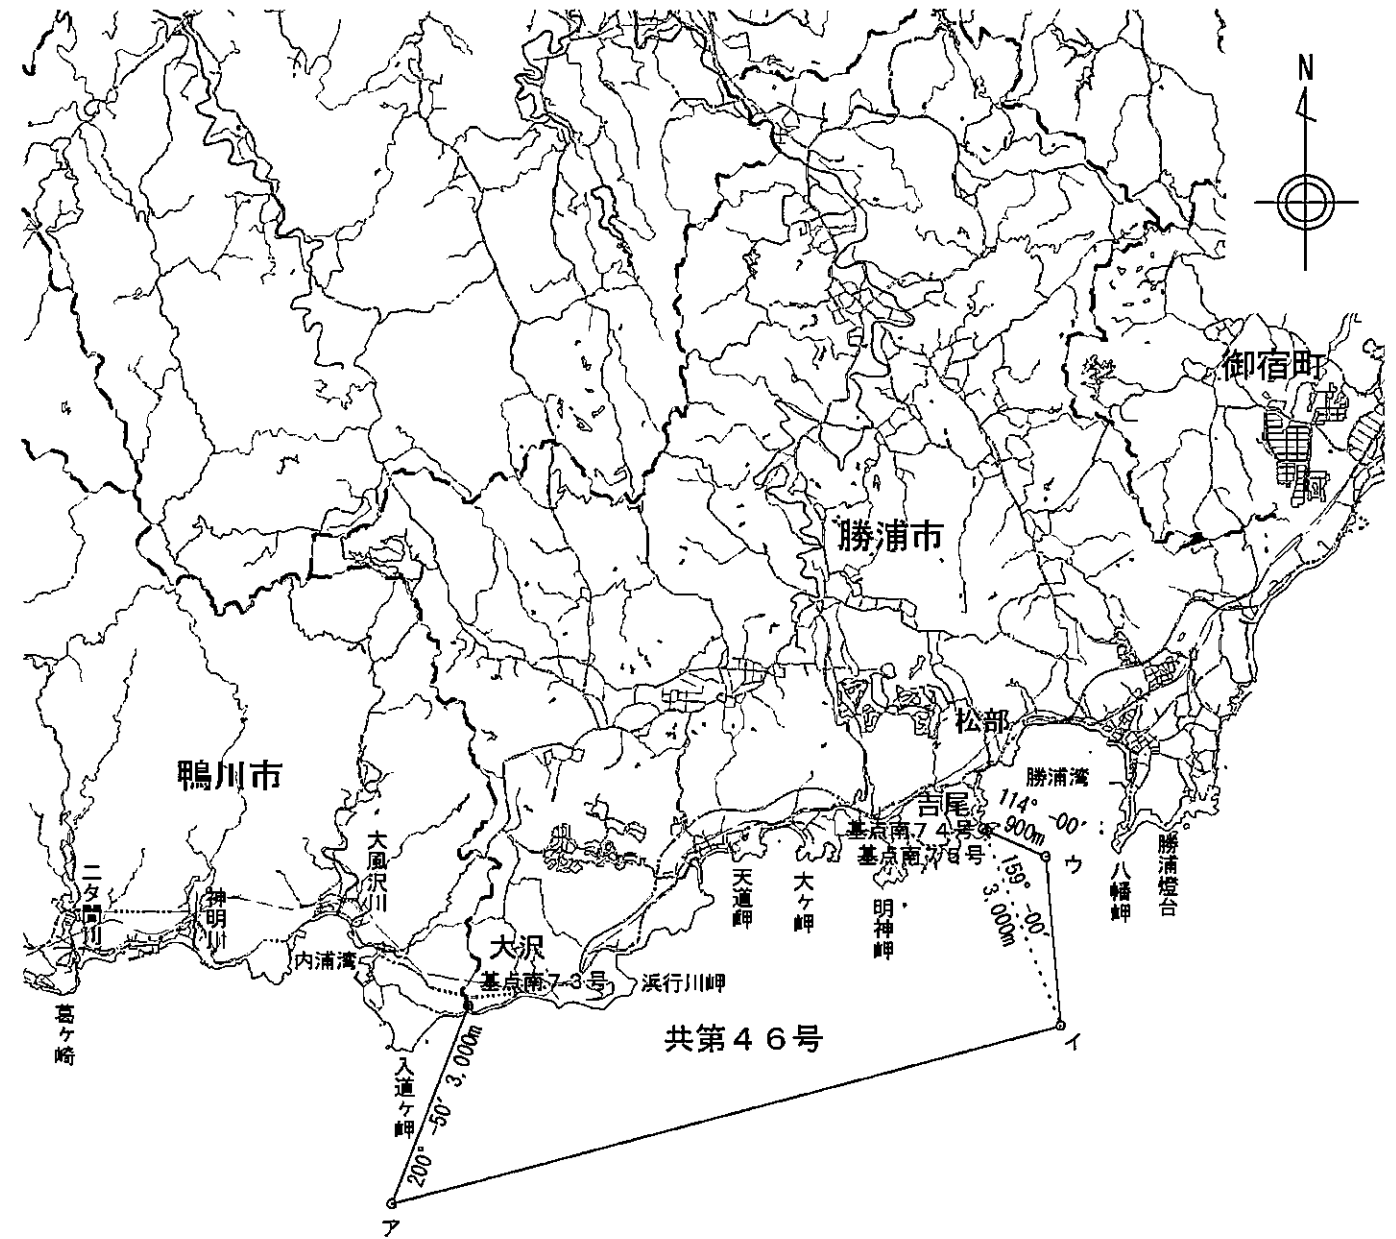 N
御宿町
勝浦市
松部
鴨川市
勝浦湾
吉尾
114°-00′
900m
基点南74号
基点南75号
ウ
大風沢川
二タ間川
神明川
天道岬
大ヶ岬
明神岬
159°-00′
3,000m
八幡岬
勝浦燈台
大沢
内浦湾
基点南73号
浜行川岬
葛ヶ崎
共第46号
イ
入道ヶ岬
200°-50′ 3,000m
ア